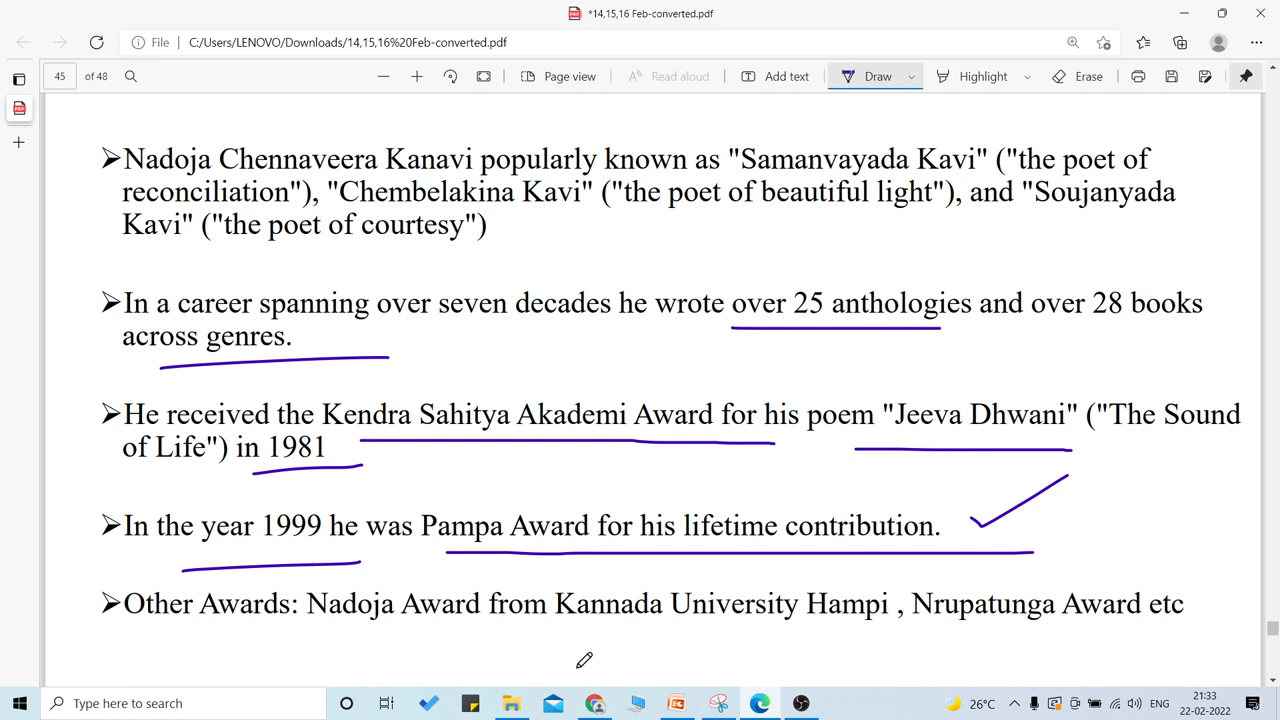 *14,15,16 Feb-converted.pdf
File C:/Users/LENOVO/Downloads/14,15,16%20Feb-converted.pdf
45 of 48 Page view Read aloud Add text Draw Highlight Erase
➢Nadoja Chennaveera Kanavi popularly known as "Samanvayada Kavi" ("the poet of
reconciliation"), "Chembelakina Kavi" ("the poet of beautiful light"), and "Soujanyada
Kavi" ("the poet of courtesy")
➢In a career spanning over seven decades he wrote over 25 anthologies and over 28 books
across genres.
➢He received the Kendra Sahitya Akademi Award for his poem "Jeeva Dhwani" ("The Sound
of Life") in 1981
➢In the year 1999 he was Pampa Award for his lifetime contribution.
➢Other Awards: Nadoja Award from Kannada University Hampi , Nrupatunga Award etc
Type here to search
26°C
ENG
21:33
22-02-2022